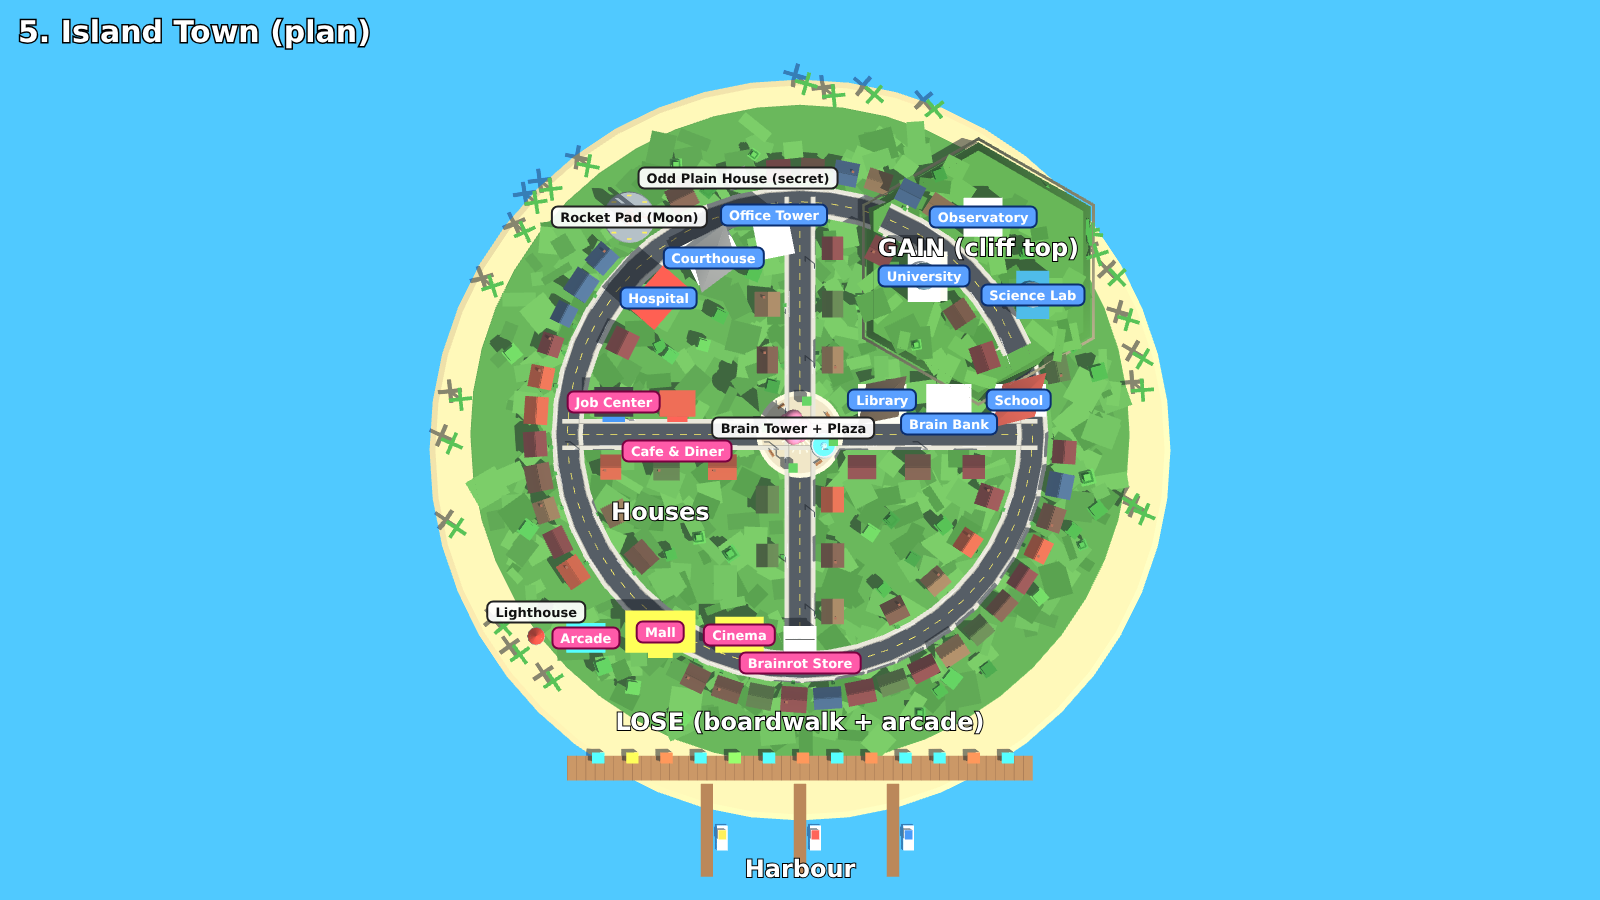 5. Island Town (plan)
Odd Plain House (secret)
Rocket Pad (Moon)
Office Tower
Observatory
GAIN (cliff top)
Courthouse
University
Hospital
Science Lab
Job Center
Library
School
Brain Bank
Brain Tower + Plaza
Cafe & Diner
Houses
Lighthouse
Arcade
Mall
Cinema
Brainrot Store
LOSE (boardwalk + arcade)
Harbour